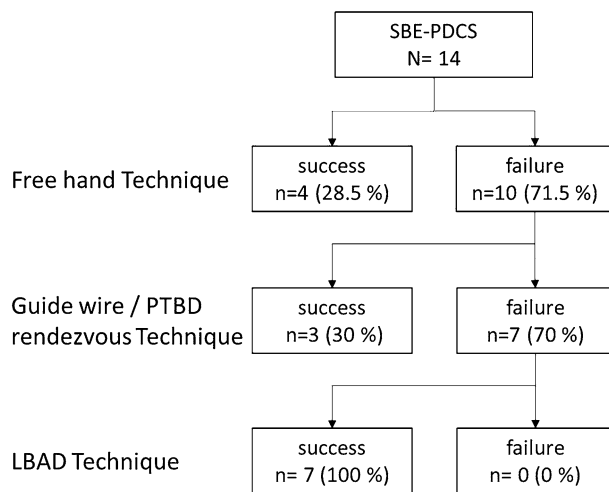 SBE-PDCS
N= 14
Free hand Technique
success
n=4 (28.5 %)
failure
n=10 (71.5 %)
Guide wire / PTBD
rendezvous Technique
success
n=3 (30 %)
failure
n=7 (70 %)
LBAD Technique
success
n= 7 (100 %)
failure
n= 0 (0 %)